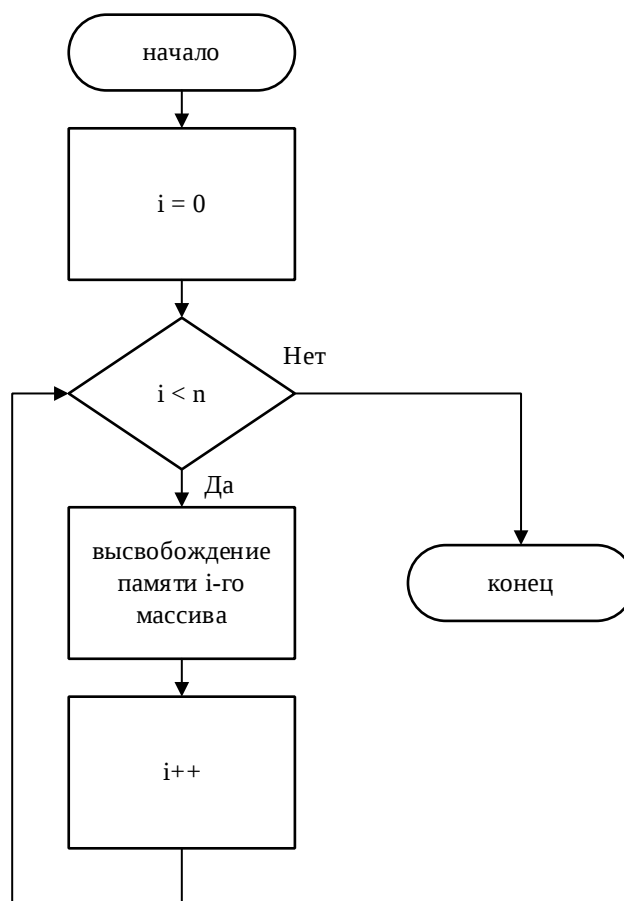 начало
i = 0
Нет
i < n
Да
высвобождение
памяти i-го
массива
конец
i++